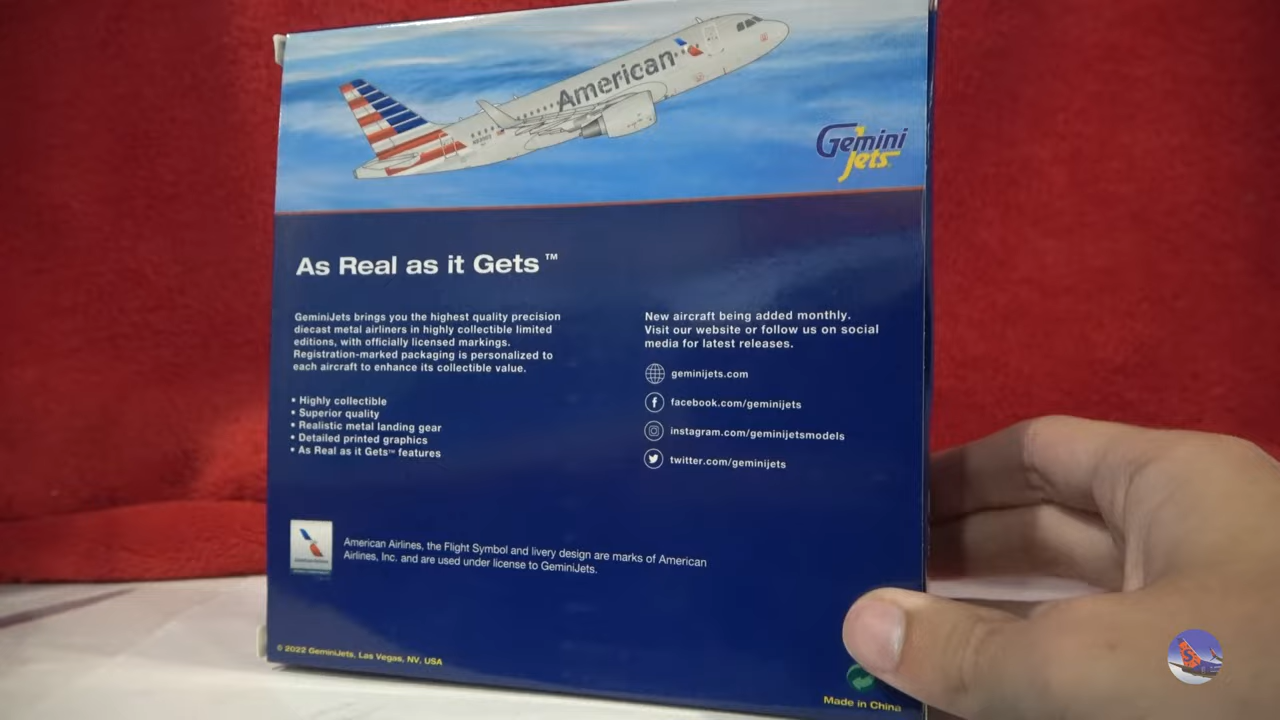 American
Gemini
Jets
As Real as it Gets ™
GeminiJets brings you the highest quality precision
diecast metal airliners in highly collectible limited
editions, with officially licensed markings.
Registration-marked packaging is personalized to
each aircraft to enhance its collectible value.
• Highly collectible
• Superior quality
• Realistic metal landing gear
• Detailed printed graphics
• As Real as it Gets™ features
New aircraft being added monthly.
Visit our website or follow us on social
media for latest releases.
geminijets.com
facebook.com/geminijets
instagram.com/geminijetsmodels
twitter.com/geminijets
American Airlines, the Flight Symbol and livery design are marks of American
Airlines, Inc. and are used under license to GeminiJets.
© 2022 GeminiJets, Las Vegas, NV, USA
Made in China